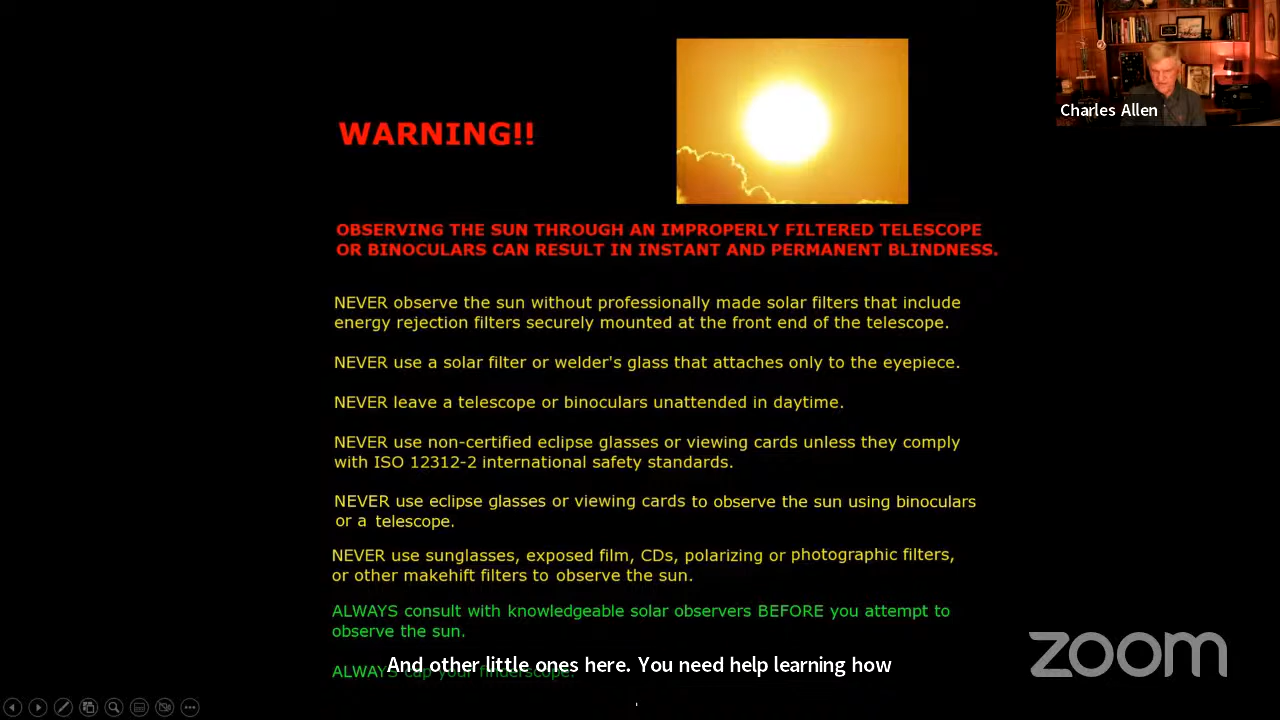 Charles Allen
WARNING!!
OBSERVING THE SUN THROUGH AN IMPROPERLY FILTERED TELESCOPE
OR BINOCULARS CAN RESULT IN INSTANT AND PERMANENT BLINDNESS.
NEVER observe the sun without professionally made solar filters that include
energy rejection filters securely mounted at the front end of the telescope.
NEVER use a solar filter or welder's glass that attaches only to the eyepiece.
NEVER leave a telescope or binoculars unattended in daytime.
NEVER use non-certified eclipse glasses or viewing cards unless they comply
with ISO 12312-2 international safety standards.
NEVER use eclipse glasses or viewing cards to observe the sun using binoculars
or a telescope.
NEVER use sunglasses, exposed film, CDs, polarizing or photographic filters,
or other makehift filters to observe the sun.
ALWAYS consult with knowledgeable solar observers BEFORE you attempt to
observe the sun.
ALWAYS cap your finderscope.
And other little ones here. You need help learning how
zoom